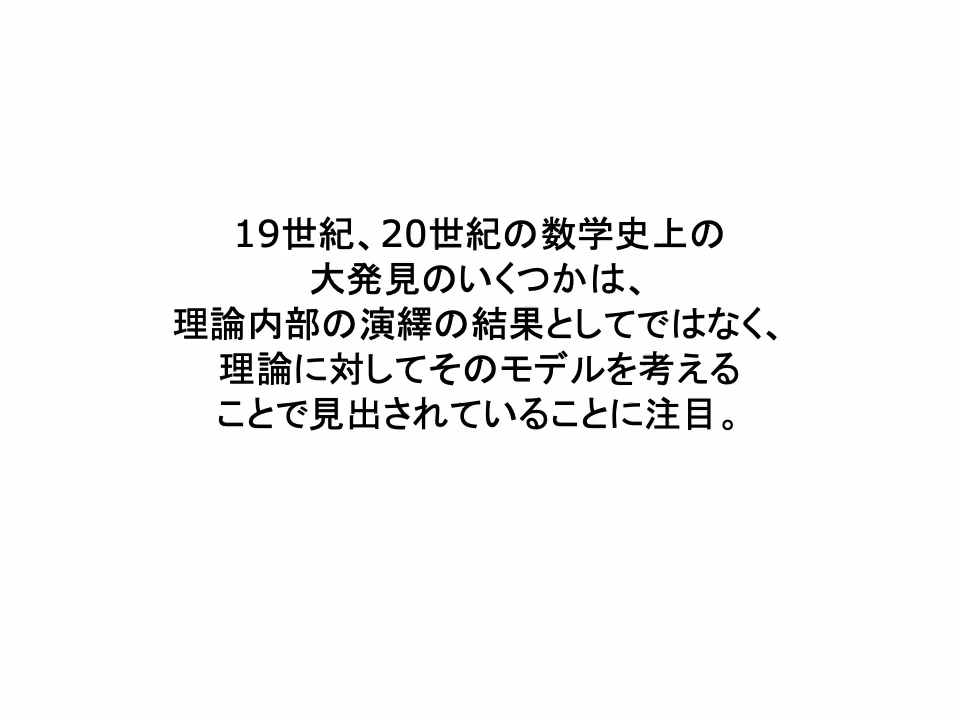 19世紀、20世紀の数学史上の
大発見のいくつかは、
理論内部の演繹の結果としてではなく、
理論に対してそのモデルを考える
ことで見出されていることに注目。